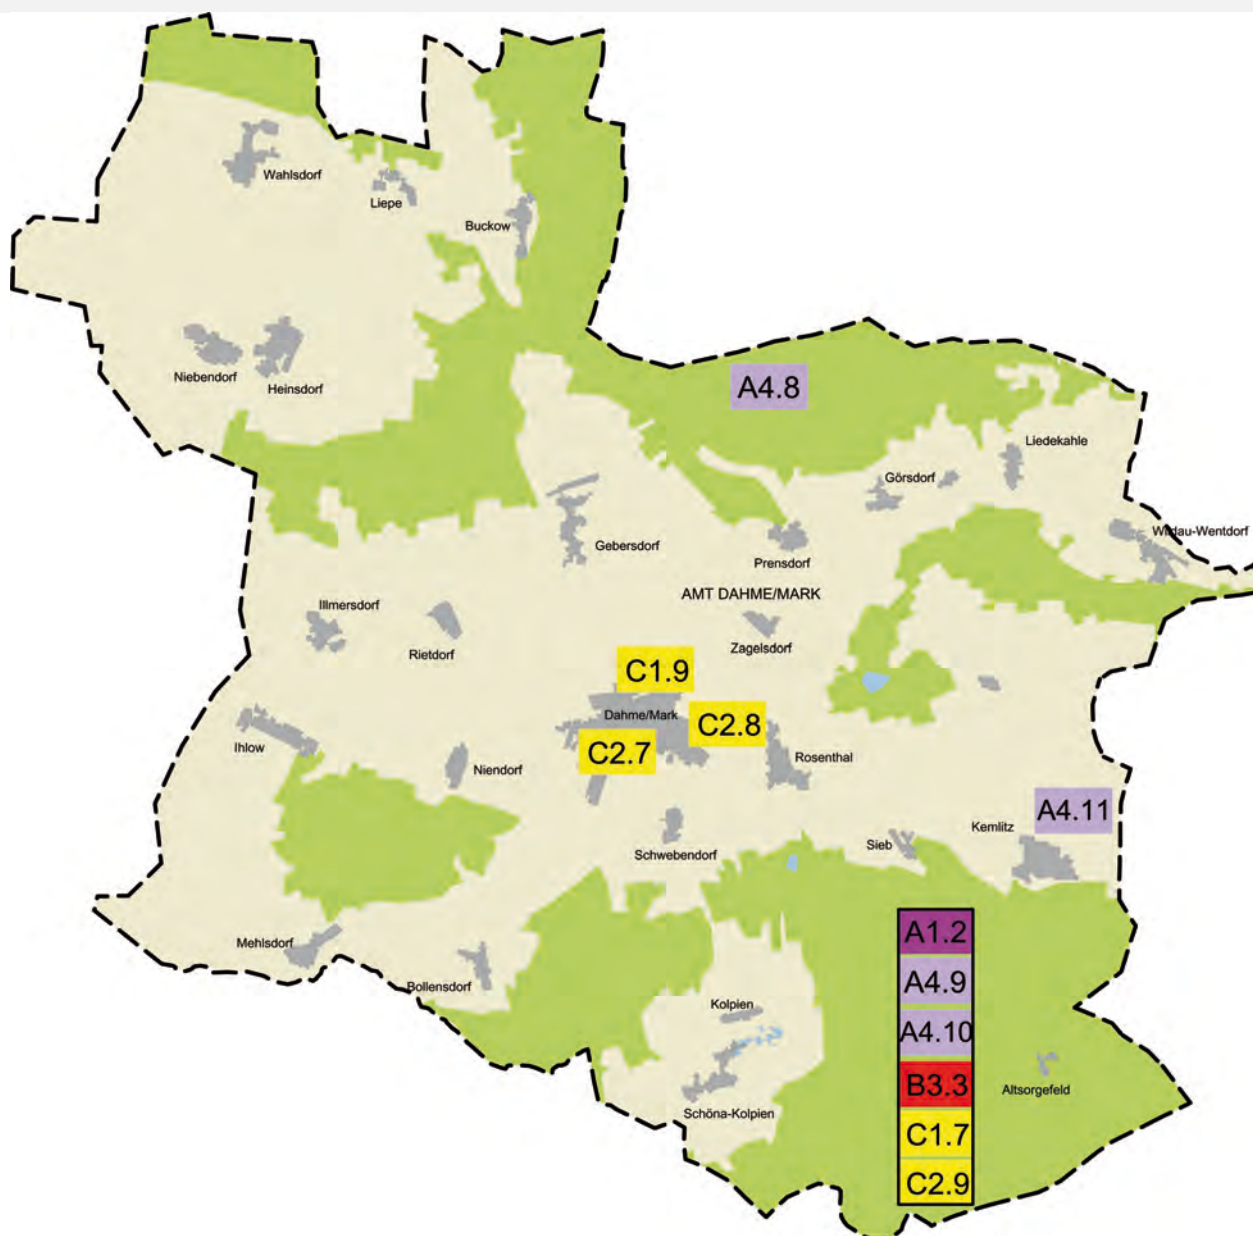 Wahlsdorf
Liepe
Buckow
Niebendorf
Heinsdorf
A4.8
Liedekahle
Görsdorf
Wildau-Wentdorf
Gebersdorf
Prensdorf
AMT DAHME/MARK
Illmersdorf
Rietdorf
Zagelsdorf
C1.9
Dahme/Mark
C2.8
Ihlow
C2.7
Niendorf
Rosenthal
A4.11
Kemlitz
Schwebendorf
Sieb
A1.2
Mehlsdorf
A4.9
Bollensdorf
Kolpien
A4.10
B3.3
Altsorgefeld
Schöna-Kolpien
C1.7
C2.9